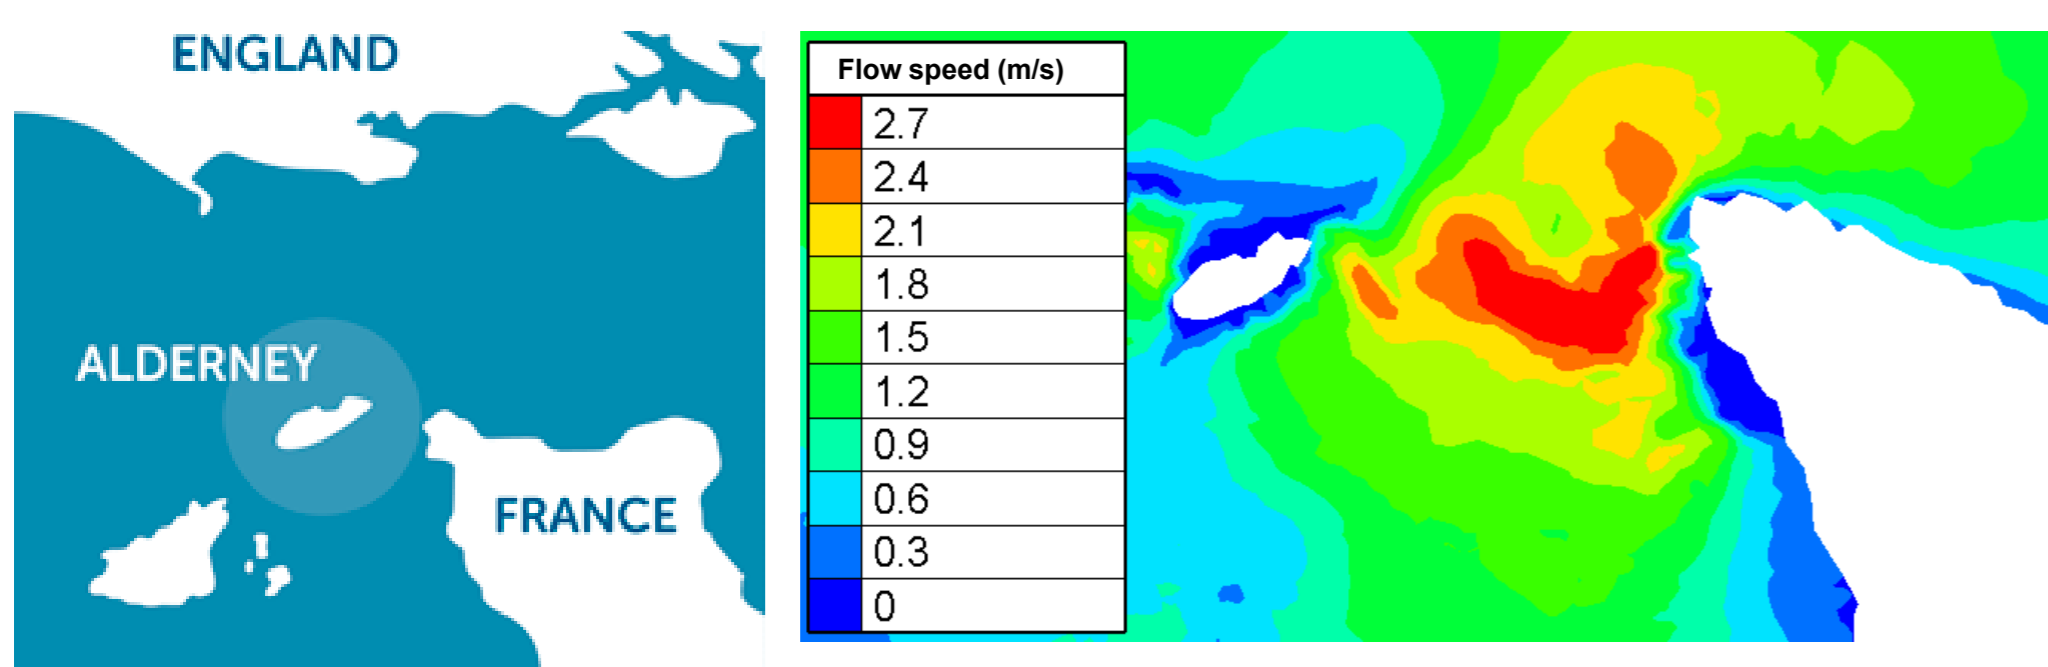 ENGLAND
ALDERNEY
FRANCE
Flow speed (m/s)
2.7
2.4
2.1
1.8
1.5
1.2
0.9
0.6
0.3
0